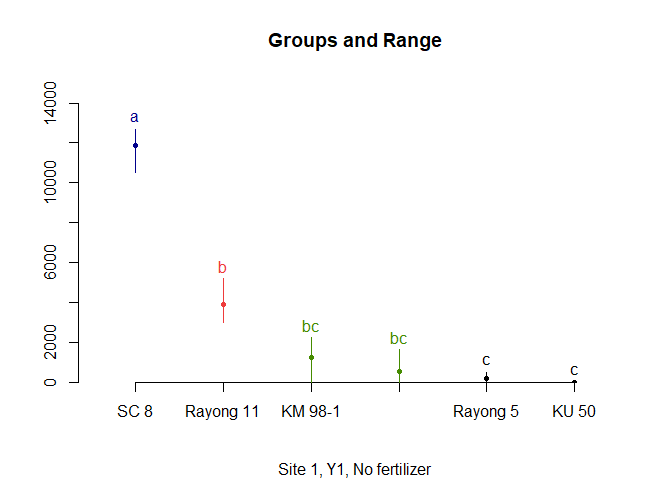 Groups and Range
14000
10000
6000
2000
0
a
b
bc
bc
c
c
SC 8 Rayong 11 KM 98-1 Rayong 5 KU 50
Site 1, Y1, No fertilizer